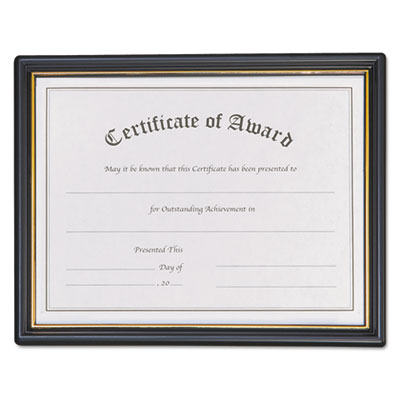 Certificate of Award
May it be known that this Certificate has been presented to
for Outstanding Achievement in
Presented This
Day of
, 20